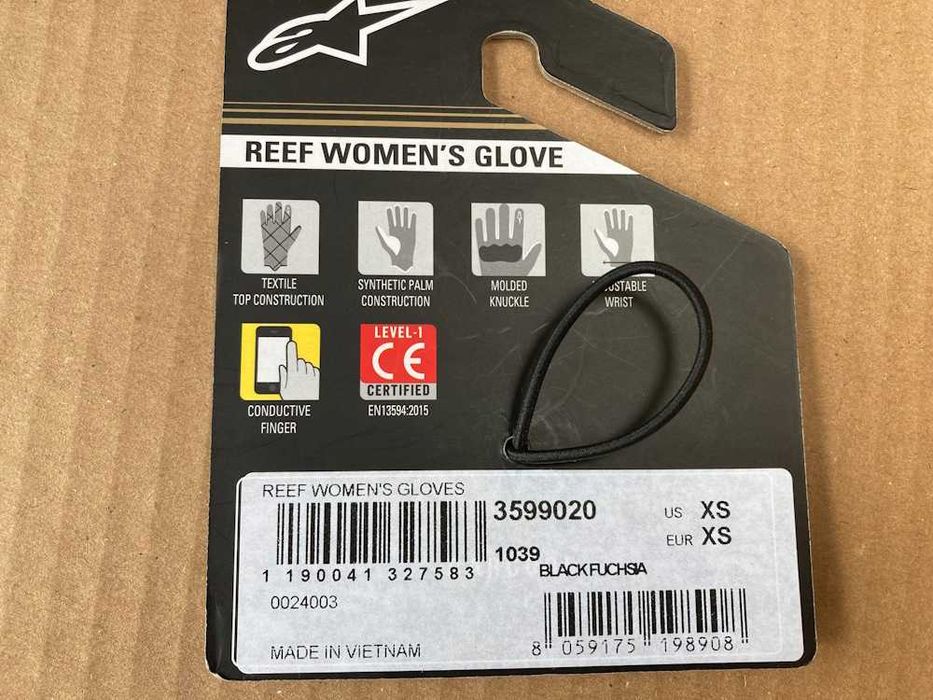 REEF WOMEN'S GLOVE
TEXTILE
TOP CONSTRUCTION
SYNTHETIC PALM
CONSTRUCTION
MOLDED
KNUCKLE
WRIST
CONDUCTIVE
FINGER
LEVEL-1
CE
CERTIFIED
EN13594:2015
REEF WOMEN'S GLOVES
3599020
US XS
EUR XS
1039
BLACK FUCHSIA
1 190041 327583
0024003
MADE IN VIETNAM
8 059175 198908